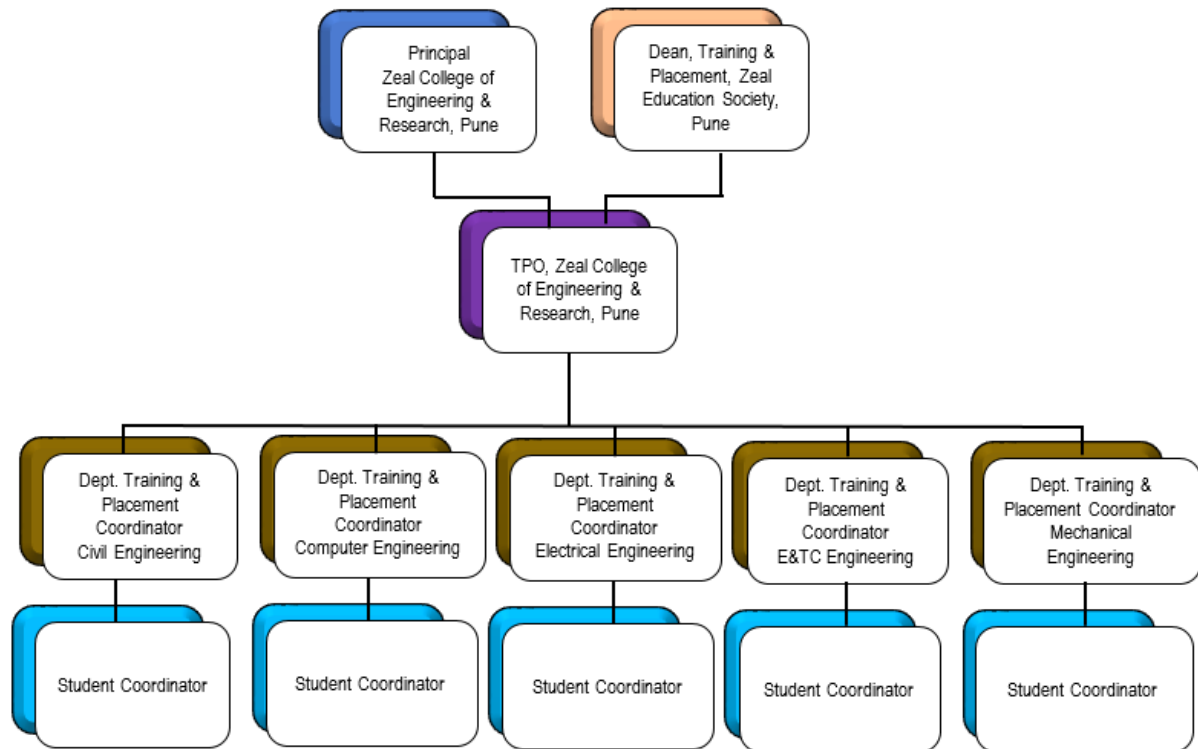 Principal
Zeal College of
Engineering &
Research, Pune
Dean, Training &
Placement, Zeal
Education Society,
Pune
TPO, Zeal College
of Engineering &
Research, Pune
Dept. Training &
Placement
Coordinator
Civil Engineering
Dept. Training &
Placement
Coordinator
Computer Engineering
Dept. Training &
Placement
Coordinator
Electrical Engineering
Dept. Training &
Placement
Coordinator
E&TC Engineering
Dept. Training &
Placement Coordinator
Mechanical
Engineering
Student Coordinator
Student Coordinator
Student Coordinator
Student Coordinator
Student Coordinator